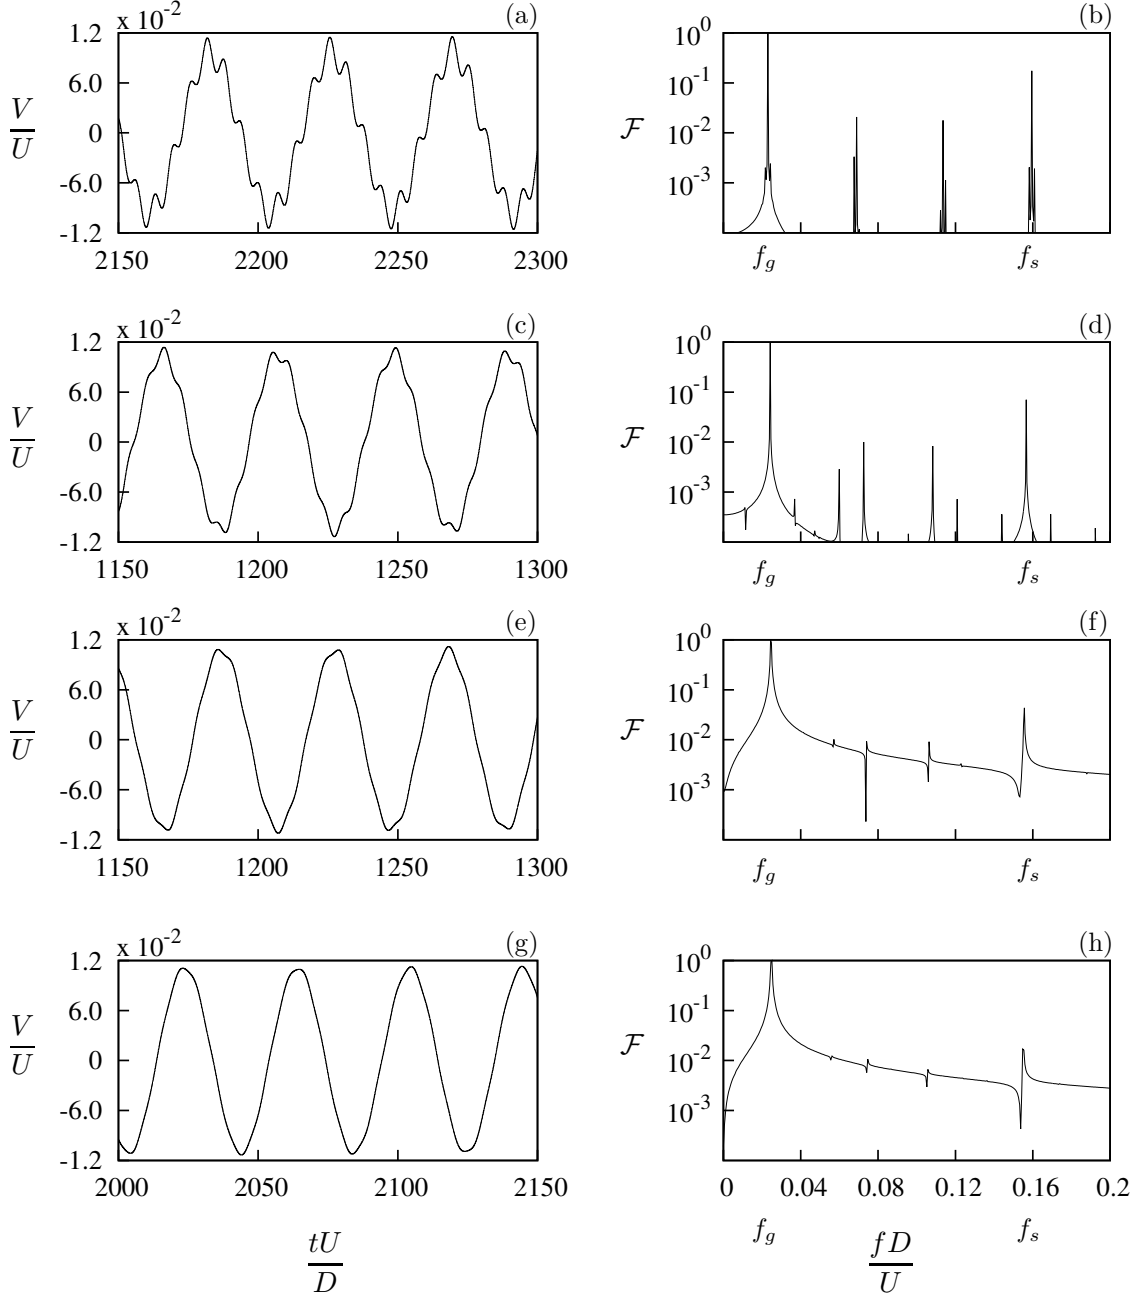 x 10^-2 (a) (b)
1.2
6.0
0
-6.0
-1.2
V/U
2150 2200 2250 2300
10^0
10^-1
10^-2
10^-3
F
f_g f_s
x 10^-2 (c) (d)
1.2
6.0
0
-6.0
-1.2
V/U
1150 1200 1250 1300
10^0
10^-1
10^-2
10^-3
F
f_g f_s
x 10^-2 (e) (f)
1.2
6.0
0
-6.0
-1.2
V/U
1150 1200 1250 1300
10^0
10^-1
10^-2
10^-3
F
f_g f_s
x 10^-2 (g) (h)
1.2
6.0
0
-6.0
-1.2
V/U
2000 2050 2100 2150
10^0
10^-1
10^-2
10^-3
F
0 0.04 0.08 0.12 0.16 0.2
f_g f_s
tU/D
fD/U